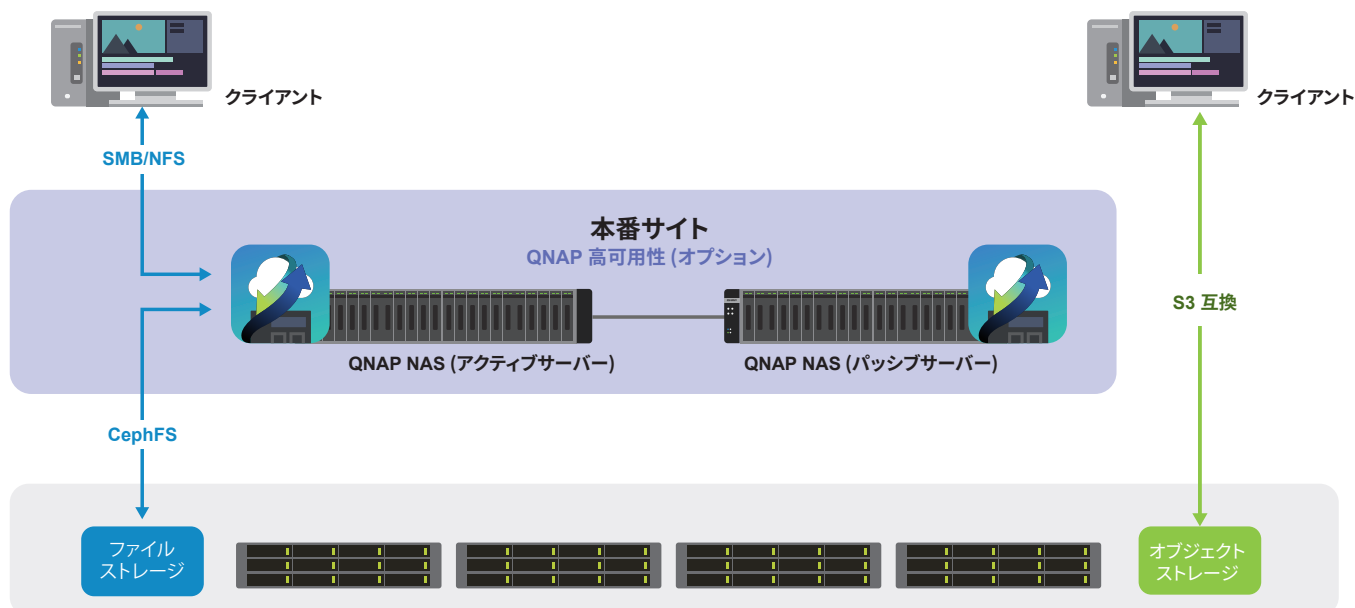 クライアント
クライアント
SMB/NFS
本番サイト
QNAP 高可用性 (オプション)
S3 互換
QNAP NAS (アクティブサーバー)
QNAP NAS (パッシブサーバー)
CephFS
ファイル
ストレージ
オブジェクト
ストレージ